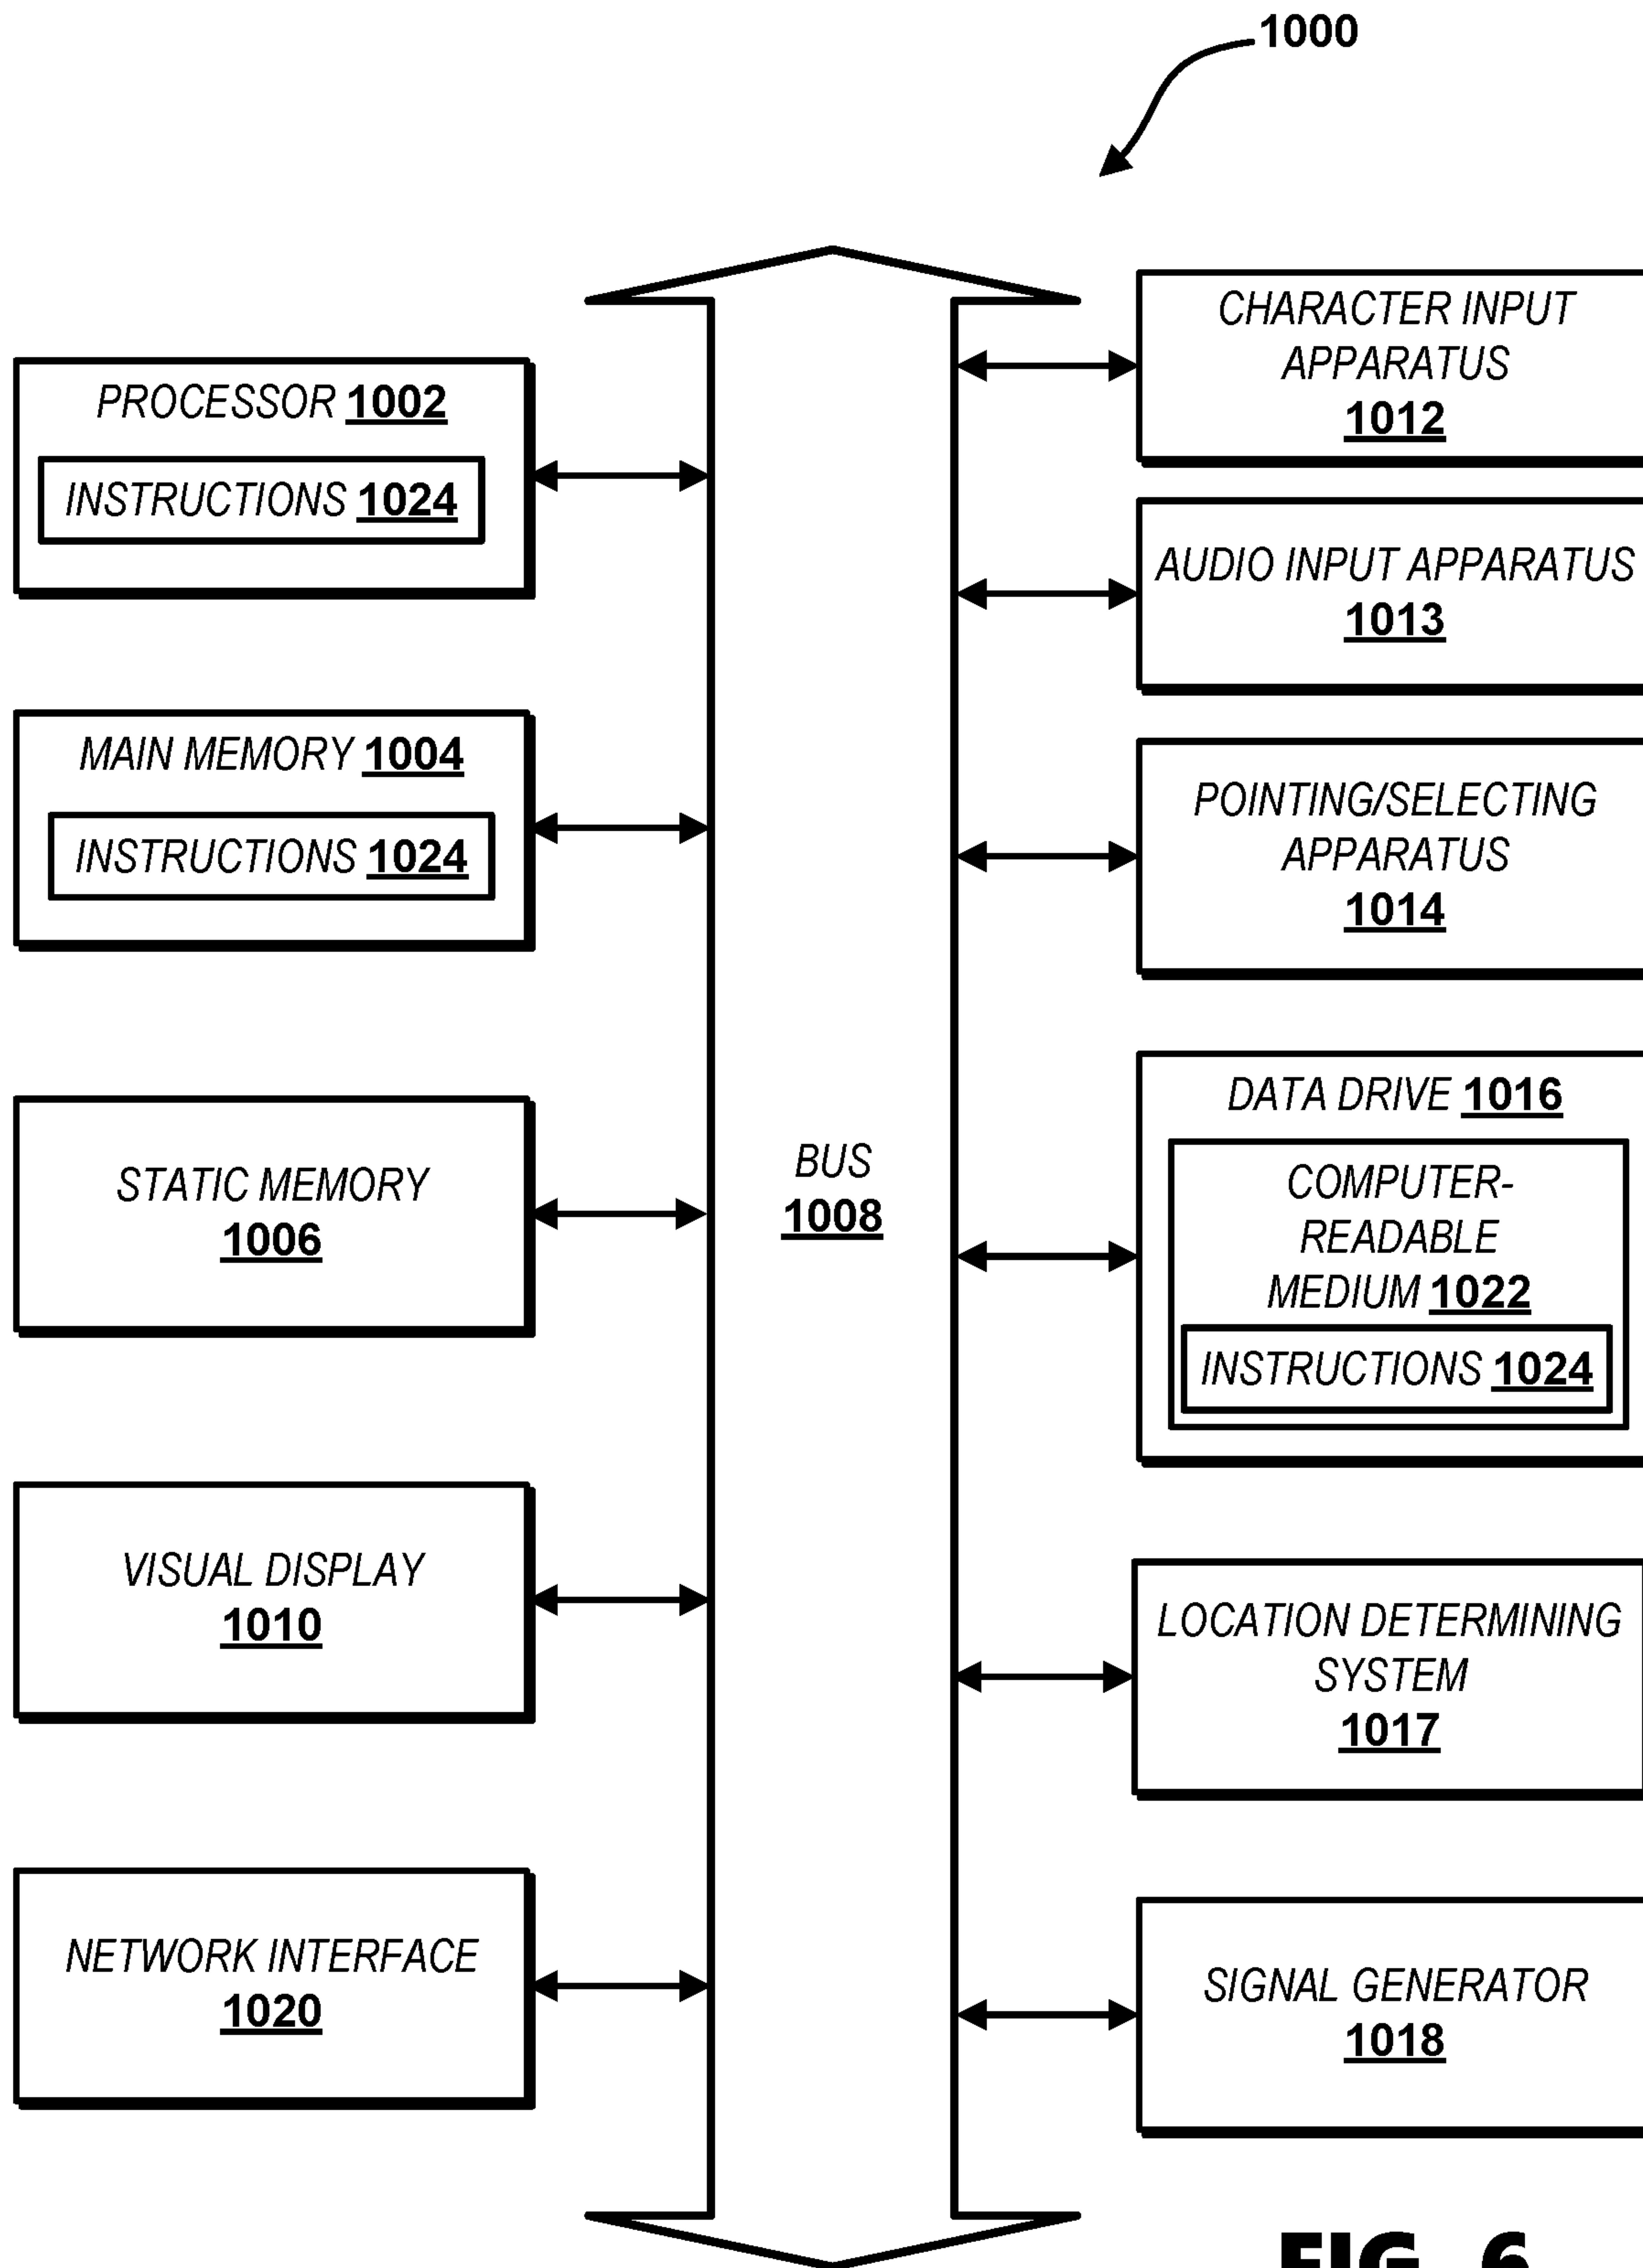 1000
PROCESSOR 1002
INSTRUCTIONS 1024
MAIN MEMORY 1004
INSTRUCTIONS 1024
STATIC MEMORY
1006
VISUAL DISPLAY
1010
NETWORK INTERFACE
1020
BUS
1008
CHARACTER INPUT
APPARATUS
1012
AUDIO INPUT APPARATUS
1013
POINTING/SELECTING
APPARATUS
1014
DATA DRIVE 1016
COMPUTER-
READABLE
MEDIUM 1022
INSTRUCTIONS 1024
LOCATION DETERMINING
SYSTEM
1017
SIGNAL GENERATOR
1018
FIG. 6